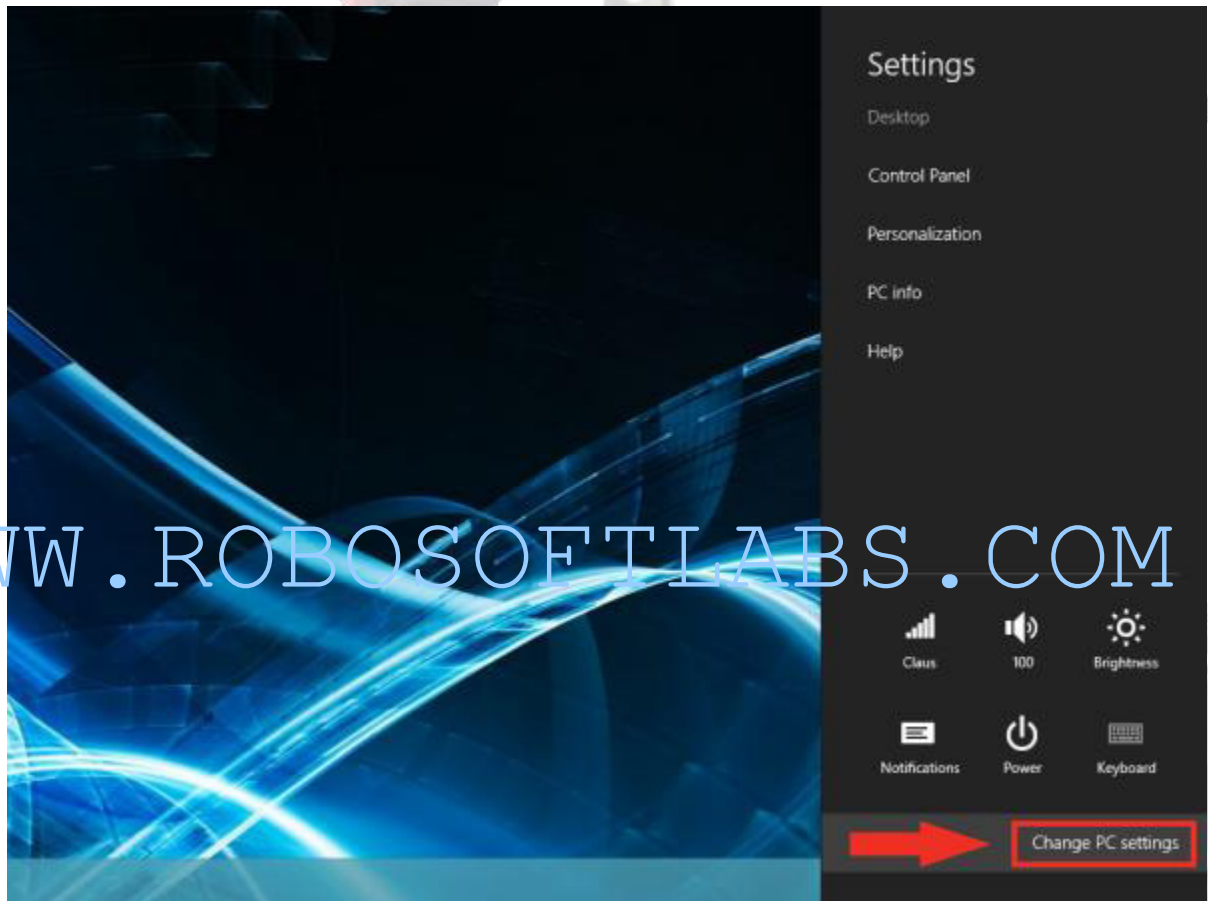 Settings
Desktop
Control Panel
Personalization
PC info
Help
W.ROBOSOFTLABS.COM
Claus
100
Brightness
Notifications
Power
Keyboard
Change PC settings